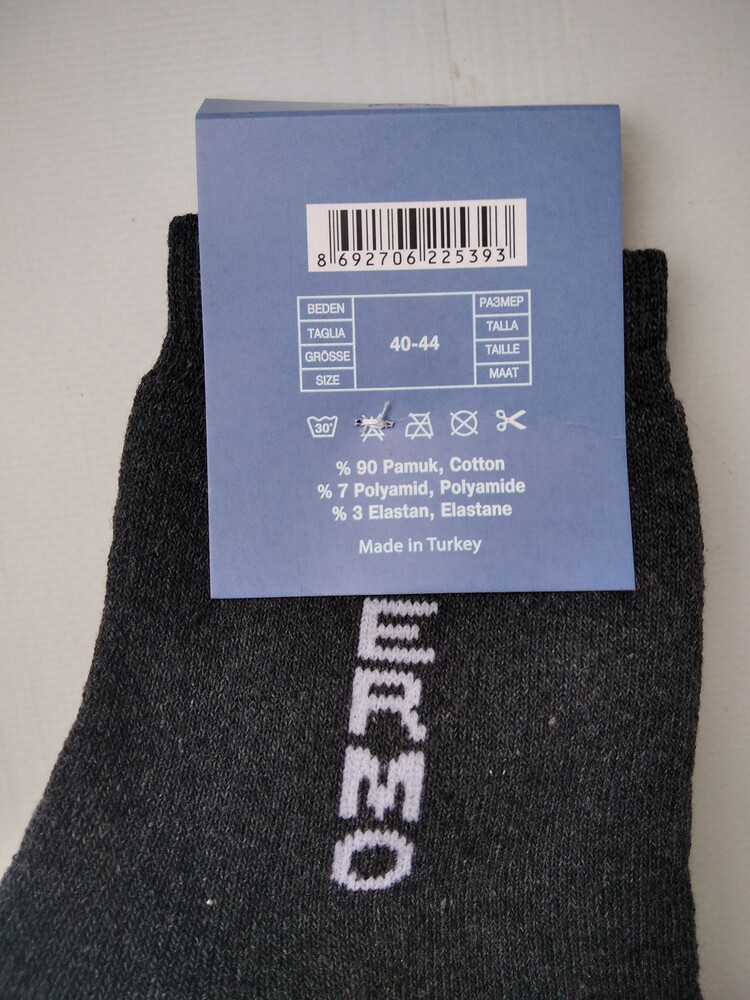 8 692706 225393
BEDEN
TAGLIA
GRÖSSE
SIZE
40-44
РАЗМЕР
TALLA
TAILLE
MAAT
30°
% 90 Pamuk, Cotton
% 7 Polyamid, Polyamide
% 3 Elastan, Elastane
Made in Turkey
ERMO